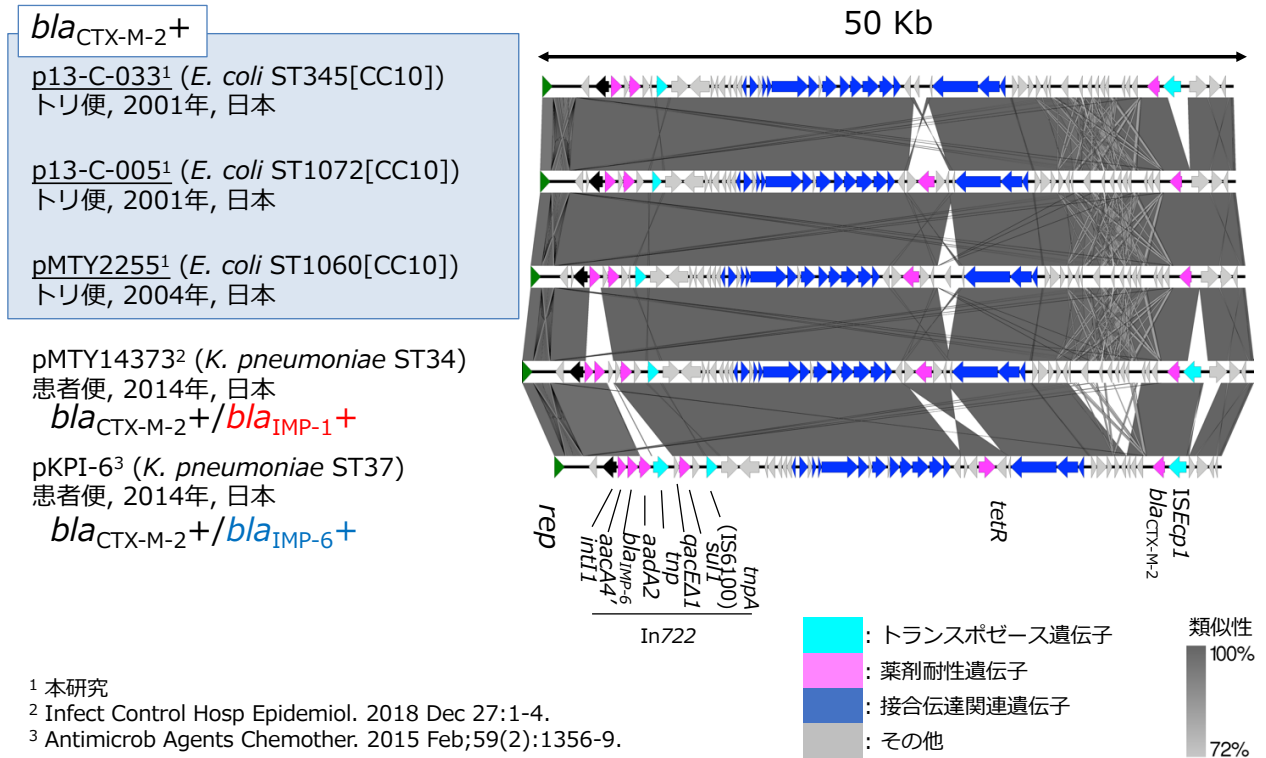 blaCTX-M-2+
p13-C-033¹ (E. coli ST345[CC10])
トリ便, 2001年, 日本
p13-C-005¹ (E. coli ST1072[CC10])
トリ便, 2001年, 日本
pMTY2255¹ (E. coli ST1060[CC10])
トリ便, 2004年, 日本
pMTY14373² (K. pneumoniae ST34)
患者便, 2014年, 日本
blaCTX-M-2+/blaIMP-1+
pKPI-6³ (K. pneumoniae ST37)
患者便, 2014年, 日本
blaCTX-M-2+/blaIMP-6+
50 Kb
rep
intI1
aacA4'
blaIMP-6
aadA2
tnp
qacEΔ1
sul1
(IS6100)
tnpA
In722
tetR
blaCTX-M-2
ISEcp1
: トランスポゼース遺伝子
: 薬剤耐性遺伝子
: 接合伝達関連遺伝子
: その他
類似性
100%
72%
¹ 本研究
² Infect Control Hosp Epidemiol. 2018 Dec 27:1-4.
³ Antimicrob Agents Chemother. 2015 Feb;59(2):1356-9.